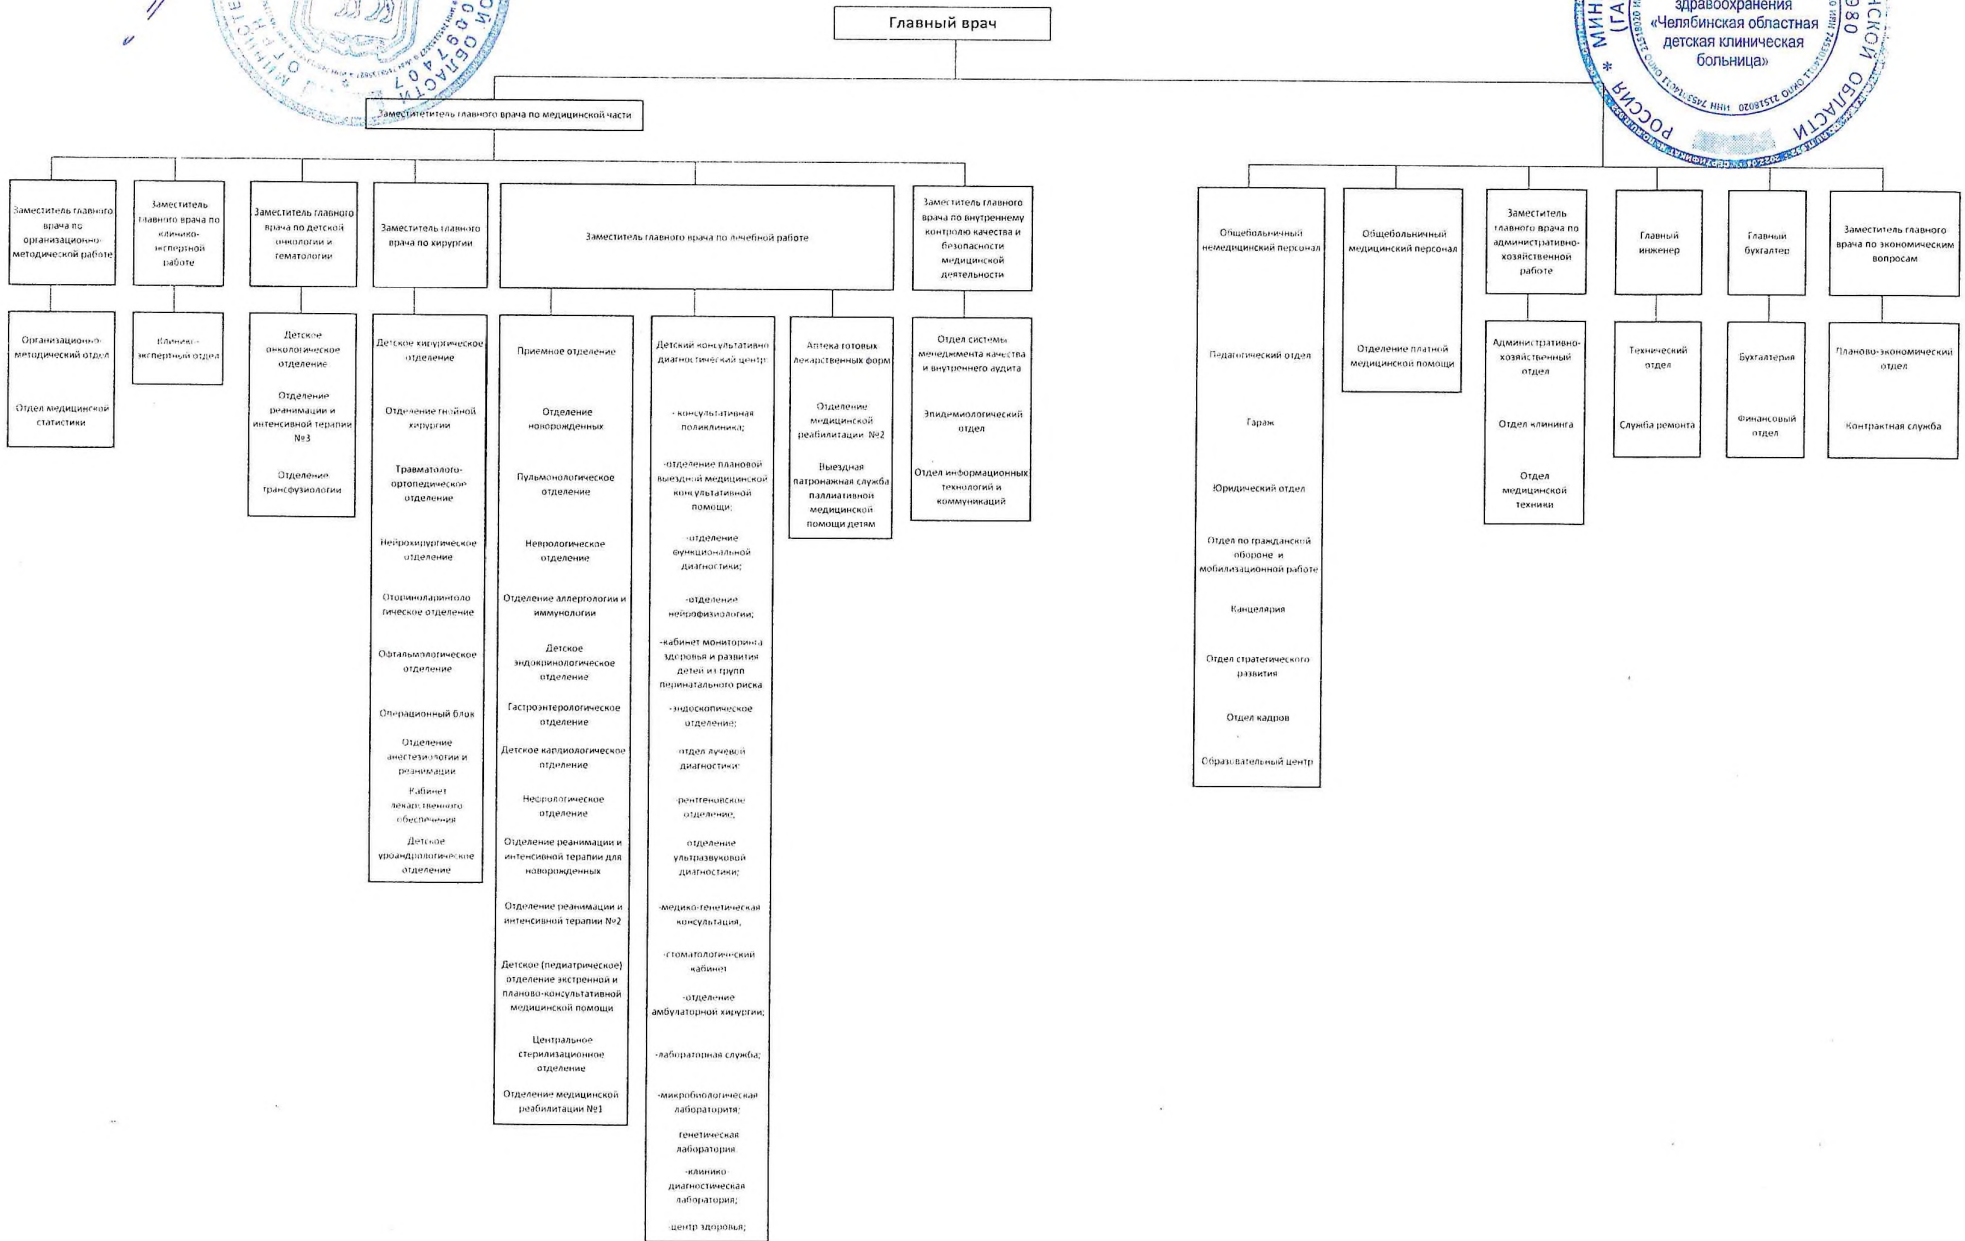 Главный врач
здравоохранения
«Челябинская областная
детская клиническая
больница»
РОССИЯ * МИН
Заместитетитель главного врача по медицинской части
Заместитель главного
врача по
организационно-
методической работе
Заместитель
главного врача по
клинико-
экспертной
работе
Заместитель главного
врача по детской
онкологии и
гематологии
Заместитель главного
врача по хирургии
Заместитель главного врача по лечебной работе
Заместитель главного
врача по внутреннему
контролю качества и
безопасности
медицинской
деятельности
Общебольничный
немедицинский персонал
Общебольничный
медицинский персонал
Заместитель
главного врача по
административно-
хозяйственной
работе
Главный
инженер
Главный
бухгалтер
Заместитель главного
врача по экономическим
вопросам
Организационно-
методический отдел
Отдел медицинской
статистики
Клинико-
экспертный отдел
Детское
онкологическое
отделение
Отделение
реанимации и
интенсивной терапии
№3
Отделение
трансфузиологии
Детское хирургическое
отделение
Отделение гнойной
хирургии
Травматолого-
ортопедическое
отделение
Нейрохирургическое
отделение
Оториноларинголо
гическое отделение
Офтальмологическое
отделение
Операционный блок
Отделение
анестезиологии и
реанимации
Кабинет
лекарственного
обеспечения
Детское
уроандрологическое
отделение
Приемное отделение
Отделение
новорожденных
Пульмонологическое
отделение
Неврологическое
отделение
Отделение аллергологии и
иммунологии
Детское
эндокринологическое
отделение
Гастроэнтерологическое
отделение
Детское кардиологическое
отделение
Нефрологическое
отделение
Отделение реанимации и
интенсивной терапии для
новорожденных
Отделение реанимации и
интенсивной терапии №2
Детское (педиатрическое)
отделение экстренной и
планово-консультативной
медицинской помощи
Центральное
стерилизационное
отделение
Отделение медицинской
реабилитации №1
Детский консультативно
диагностический центр:
- консультативная
поликлиника;
-отделение плановой
выездной медицинской
консультативной
помощи;
-отделение
функциональной
диагностики;
-отделение
нейрофизиологии;
-кабинет мониторинга
здоровья и развития
детей из групп
перинатального риска
-эндоскопическое
отделение;
отдел лучевой
диагностики:
-рентгеновское
отделение;
отделение
ультразвуковой
диагностики;
-медико-генетическая
консультация,
-стоматологический
кабинет
-отделение
амбулаторной хирургии;
-лабораторная служба;
-микробиологическая
лабораторитя;
генетическая
лаборатория
-клинико
диагностическая
лаборатория;
центр здоровья;
Аптека готовых
лекарственных форм
Отделение
медицинской
реабилитации №2
Выездная
патронажная служба
паллиативной
медицинской
помощи детям
Отдел системы
менеджмента качества
и внутреннего аудита
Эпидемиологический
отдел
Отдел информационных
технологий и
коммуникаций
Педагогический отдел
Гараж
Юридический отдел
Отдел по гражданской
обороне и
мобилизационной работе
Канцелярия
Отдел стратегического
развития
Отдел кадров
Образовательный центр
Отделение платной
медицинской помощи
Административно-
хозяйственный
отдел
Отдел клининга
Отдел
медицинской
техники
Технический
отдел
Служба ремонта
Бухгалтерия
Финансовый
отдел
Планово-экономический
отдел
Контрактная служба